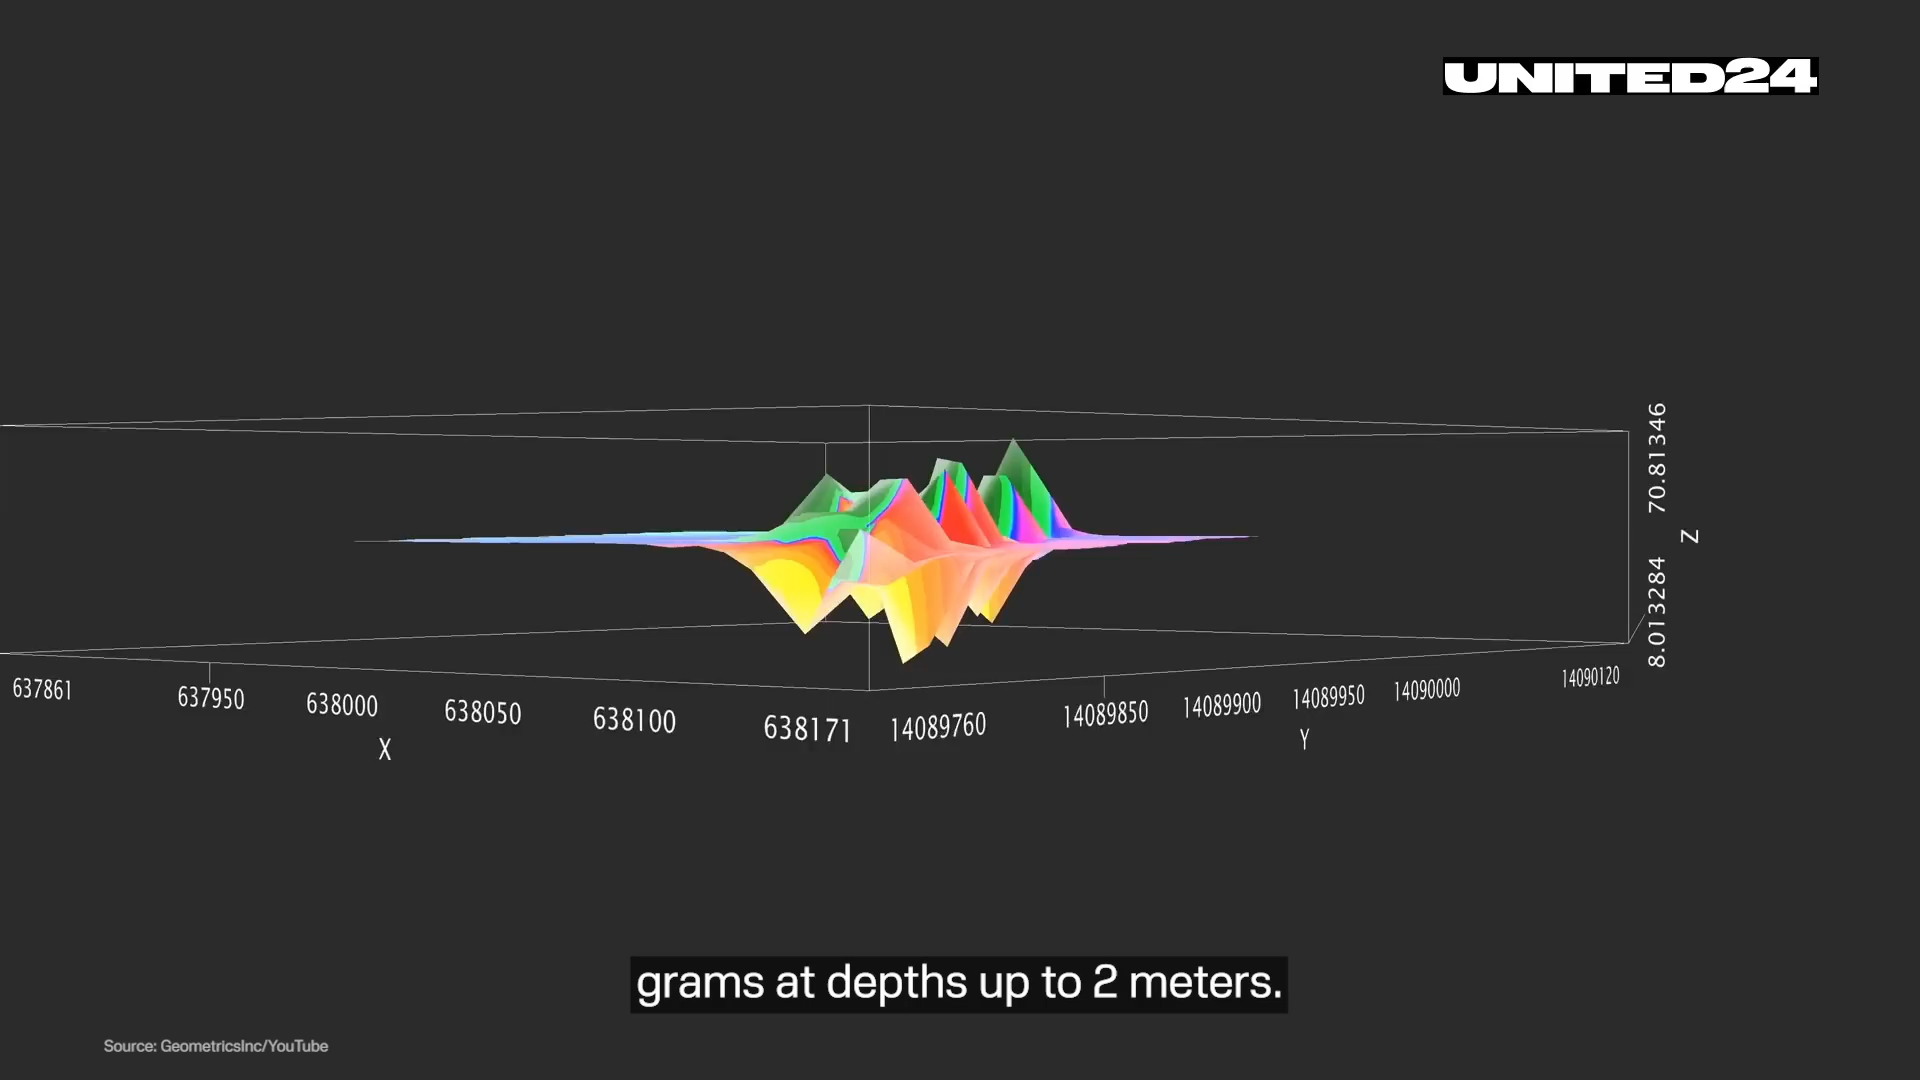 UNITED24
70.81346
Z
8.013284
637861
637950
638000
638050
638100
638171
14089760
14089850
14089900
14089950
14090000
14090120
X
Y
grams at depths up to 2 meters.
Source: GeometricsInc/YouTube